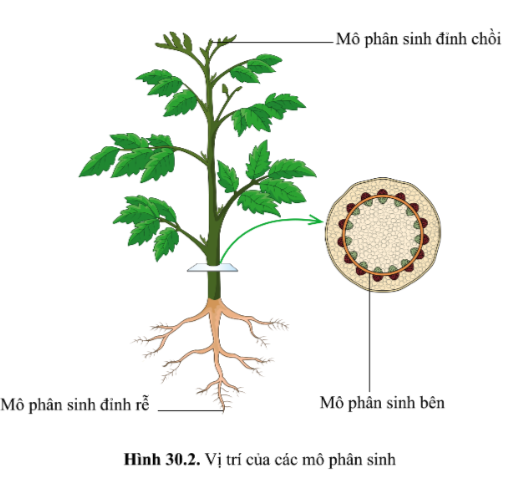 Mô phân sinh đỉnh chồi
Mô phân sinh đỉnh rễ
Mô phân sinh bên
Hình 30.2. Vị trí của các mô phân sinh